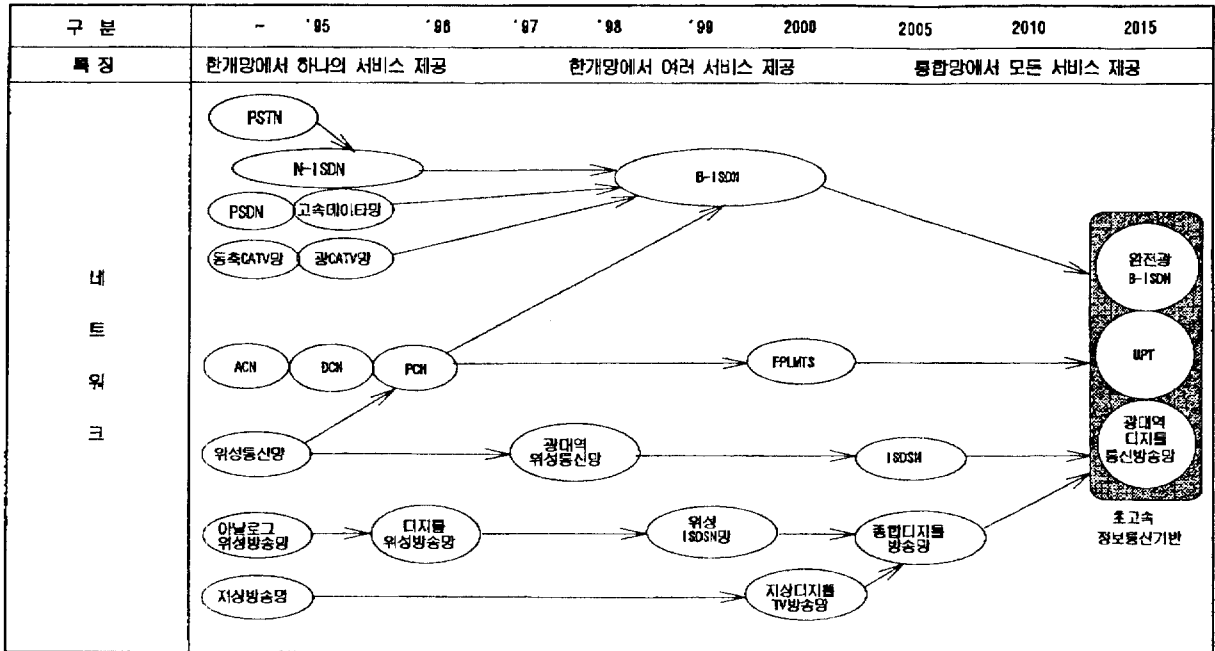 구 분 ~ '95 '96 '97 '98 '99 2000 2005 2010 2015
특 징 한개망에서 하나의 서비스 제공 한개망에서 여러 서비스 제공 통합망에서 모든 서비스 제공
네
트
워
크
PSTN
N-ISDN
B-ISDN
PSDN 고속데이타망
동축CATV망 광CATV망
완전광
B-ISDN
ACN DCN PCN FPLMTS UPT
위성통신망
광대역
위성통신망
ISDSN
광대역
디지틀
통신방송망
아날로그
위성방송망
디지틀
위성방송망
위성
ISDSN망
종합디지틀
방송망
초고속
정보통신기반
지상방송망
지상디지틀
TV방송망